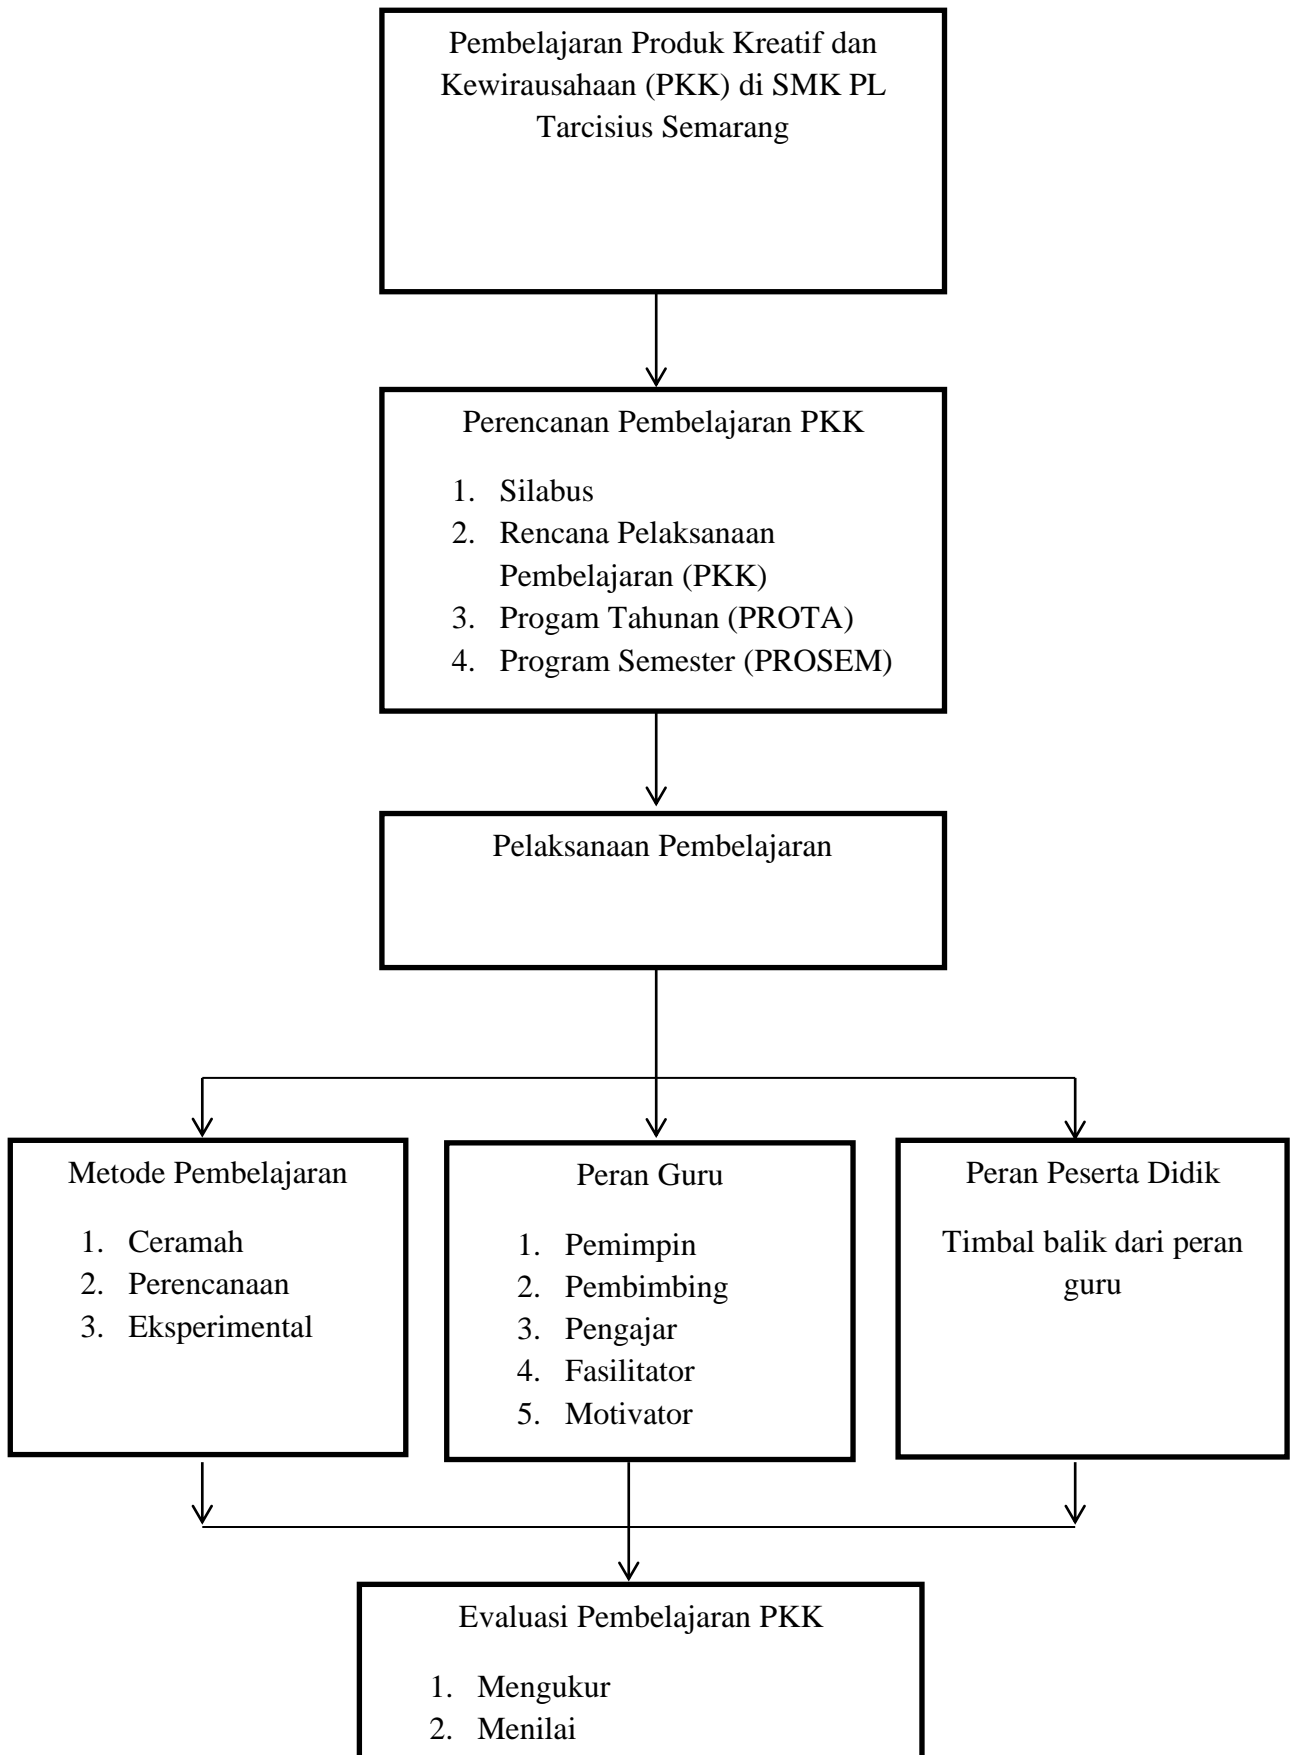 Pembelajaran Produk Kreatif dan
Kewirausahaan (PKK) di SMK PL
Tarcisius Semarang
Perencanan Pembelajaran PKK
1. Silabus
2. Rencana Pelaksanaan
Pembelajaran (PKK)
3. Progam Tahunan (PROTA)
4. Program Semester (PROSEM)
Pelaksanaan Pembelajaran
Metode Pembelajaran
1. Ceramah
2. Perencanaan
3. Eksperimental
Peran Guru
1. Pemimpin
2. Pembimbing
3. Pengajar
4. Fasilitator
5. Motivator
Peran Peserta Didik
Timbal balik dari peran
guru
Evaluasi Pembelajaran PKK
1. Mengukur
2. Menilai